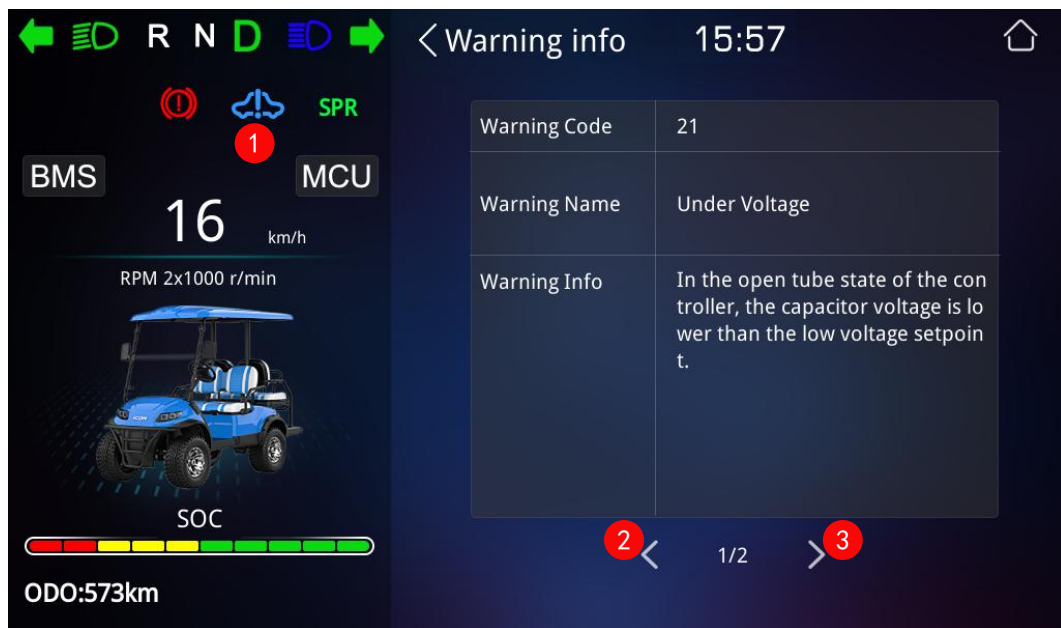 R N D
Warning info
15:57
SPR
1
BMS
MCU
16
km/h
RPM 2x1000 r/min
ICON
SOC
ODO:573km
Warning Code
21
Warning Name
Under Voltage
Warning Info
In the open tube state of the con
troller, the capacitor voltage is lo
wer than the low voltage setpoin
t.
2
1/2
3